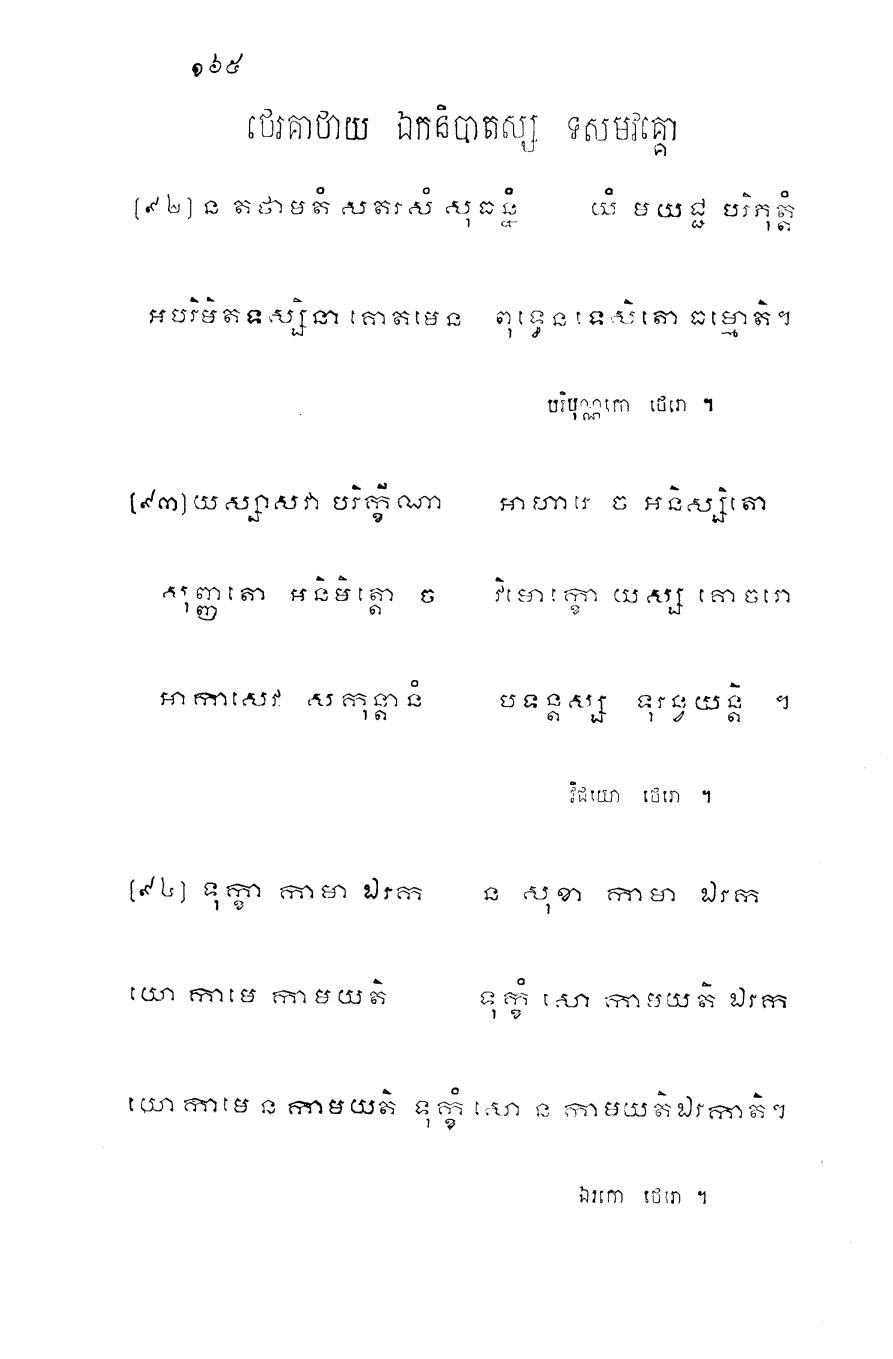 ១៦៥
ថេរគាថាយ ឯកនិបាតស្ស ទសមវគ្គោ
(៩២) ន តថាមតំ សតរសំ សុធន្នំ យំ មយជ្ជ បរិភុត្តំ
អបរិមិតទស្សិនា គោតមេន ពុទ្ធេនទេសិតោ ធម្មោតិ។
បរិបុណ្ណកោ ថេរោ ។
(៩៣) យស្សាសវា បរិក្ខីណា អាហារេ ច អនិស្សិតោ
សុញ្ញតោ អនិមិត្តោ ច វិមោក្ខោ យស្ស គោចរោ
អាកាសេវ សកុន្តានំ បទន្តស្ស ទុរន្វយន្តិ ។
វិជយោ ថេរោ ។
(៩៤) ទុក្ខា កាមា ឯរក ន សុខា កាមា ឯរក
យោ កាមេ កាមយតិ ទុក្ខំ សោ កាមយតិ ឯរក
យោ កាមេ ន កាមយតិ ទុក្ខំ សោ ន កាមយតិឯរកាតិ។
ឯរកោ ថេរោ ។